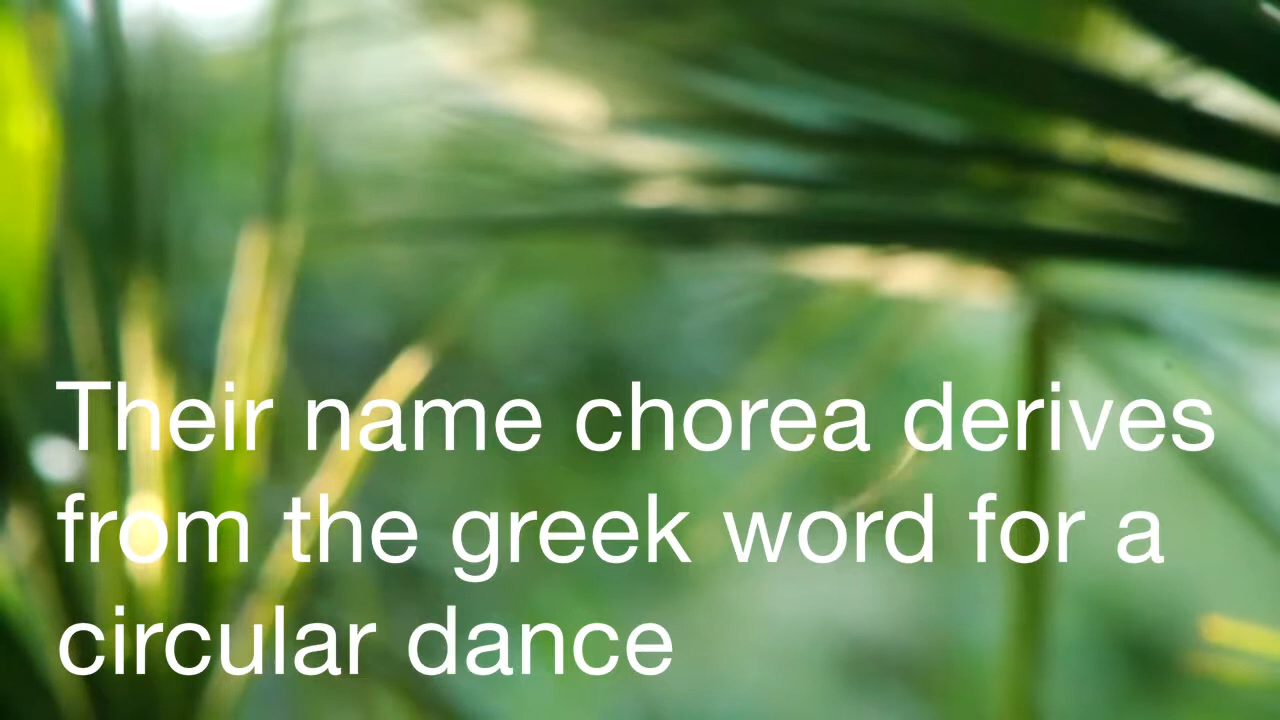 Their name chorea derives
from the greek word for a
circular dance